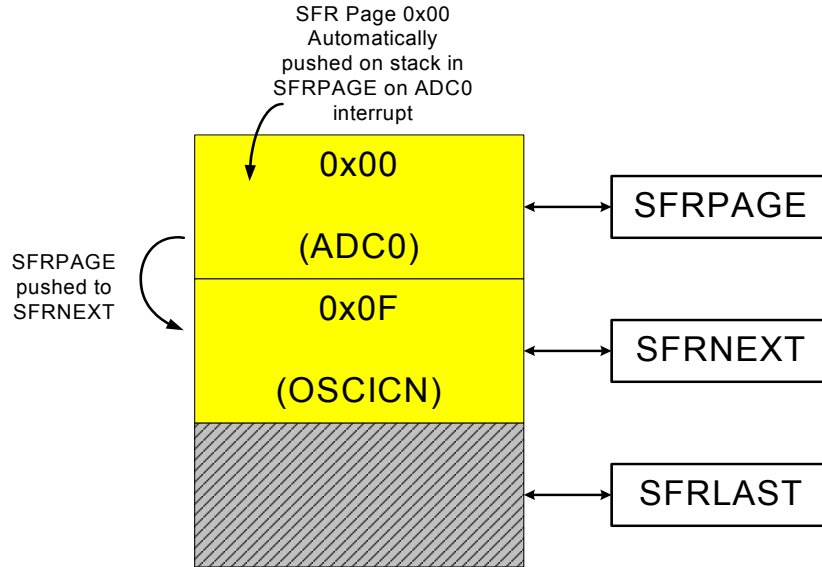 SFR Page 0x00
Automatically
pushed on stack in
SFRPAGE on ADC0
interrupt
0x00
(ADC0)
SFRPAGE
SFRPAGE
pushed to
SFRNEXT
0x0F
(OSCICN)
SFRNEXT
SFRLAST